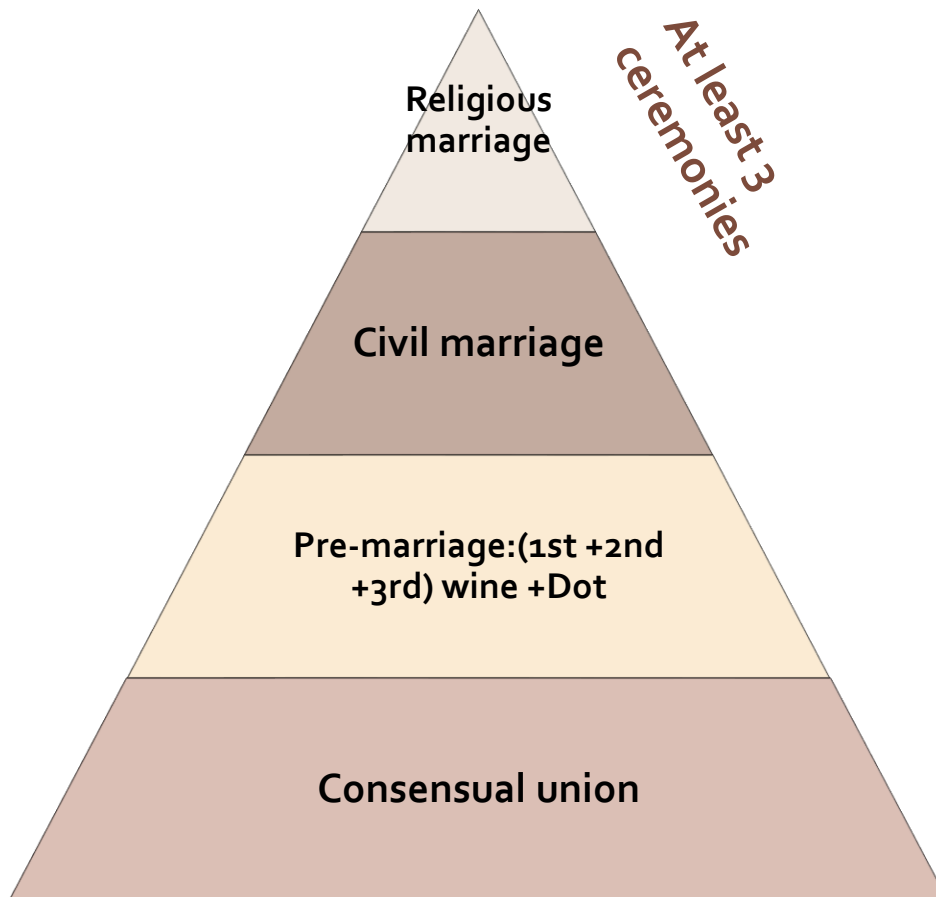 Religious
marriage
At least 3
ceremonies
Civil marriage
Pre-marriage:(1st +2nd
+3rd) wine +Dot
Consensual union